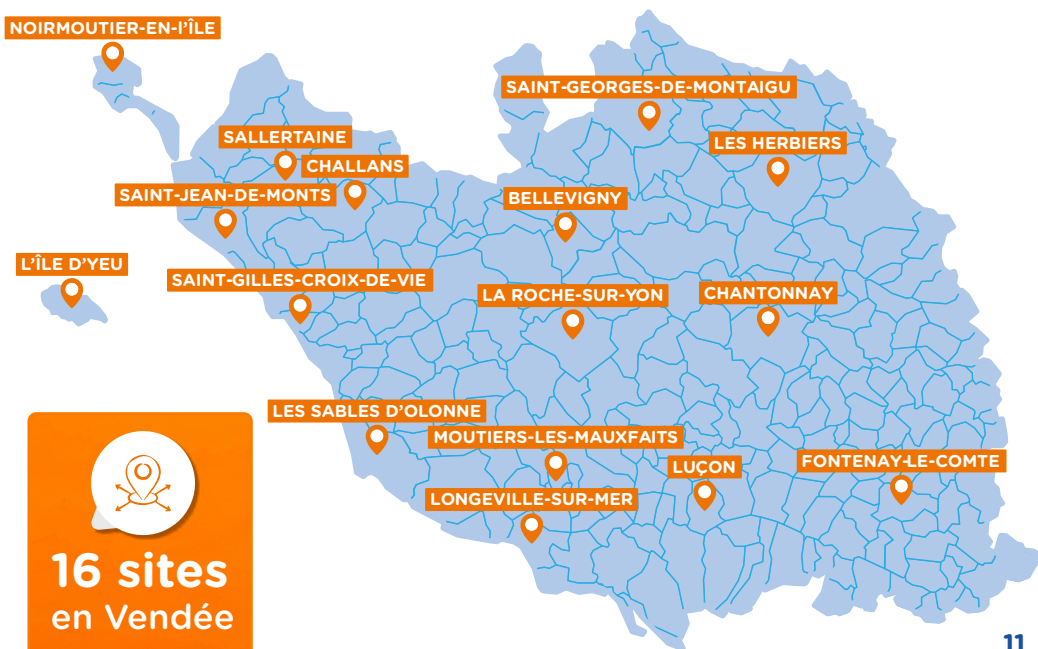 NOIRMOUTIER-EN-l'ÎLE
SAINT-GEORGES-DE-MONTAIGU
SALLERTAINE
LES HERBIERS
CHALLANS
SAINT-JEAN-DE-MONTS
BELLEVIGNY
L'ÎLE D'YEU
SAINT-GILLES-CROIX-DE-VIE
LA ROCHE-SUR-YON
CHANTONNAY
LES SABLES D'OLONNE
MOUTIERS-LES-MAUXFAITS
LUÇON
FONTENAY-LE-COMTE
LONGEVILLE-SUR-MER
16 sites
en Vendée
11